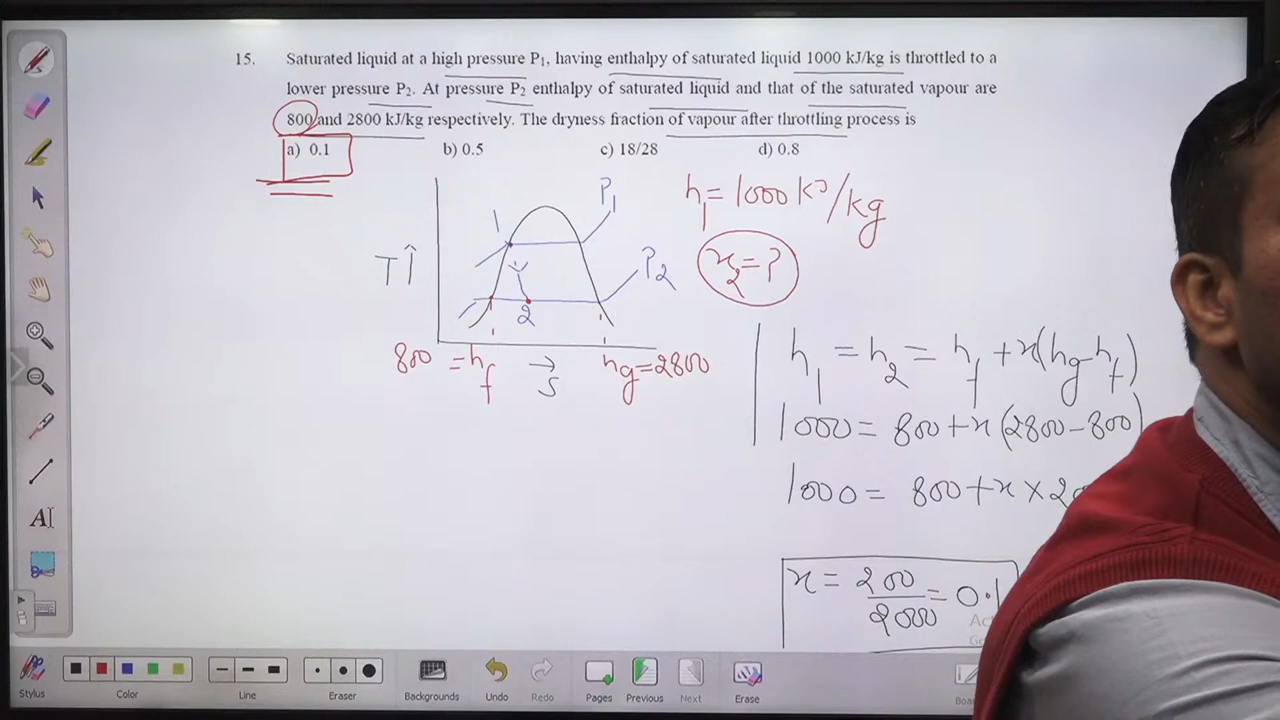 15. Saturated liquid at a high pressure P₁, having enthalpy of saturated liquid 1000 kJ/kg is throttled to a
lower pressure P₂. At pressure P₂ enthalpy of saturated liquid and that of the saturated vapour are
800 and 2800 kJ/kg respectively. The dryness fraction of vapour after throttling process is
a) 0.1 b) 0.5 c) 18/28 d) 0.8
h₁ = 1000 kJ/kg
x₂ = ?
P₁
1
P₂
T↑
2
800 = hf
→
S
hg = 2800
h₁ = h₂ = hf + x(hg - hf)
1000 = 800 + x(2800 - 800)
1000 = 800 + x × 20
x = 200/2000 = 0.1
A
Stylus
Color
Line
Eraser
Backgrounds
Undo
Redo
Pages
Previous
Next
Erase